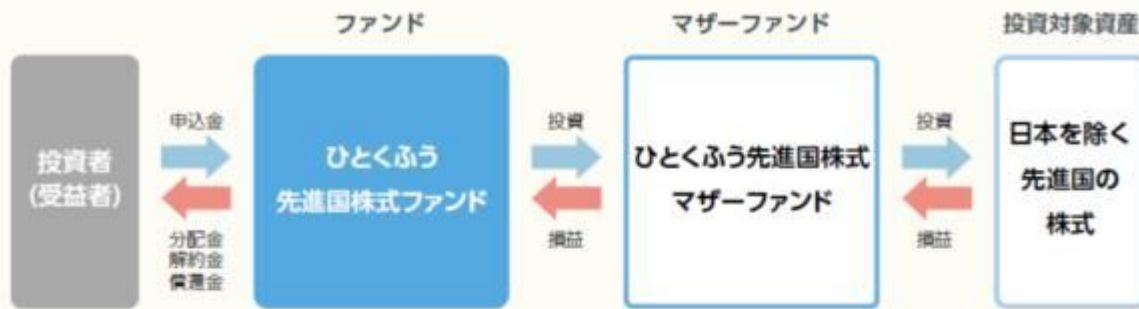 ファンド
マザーファンド
投資対象資産
投資者
(受益者)
申込金
分配金
解約金
償還金
ひとくふう
先進国株式ファンド
投資
損益
ひとくふう先進国株式
マザーファンド
投資
損益
日本を除く
先進国の
株式